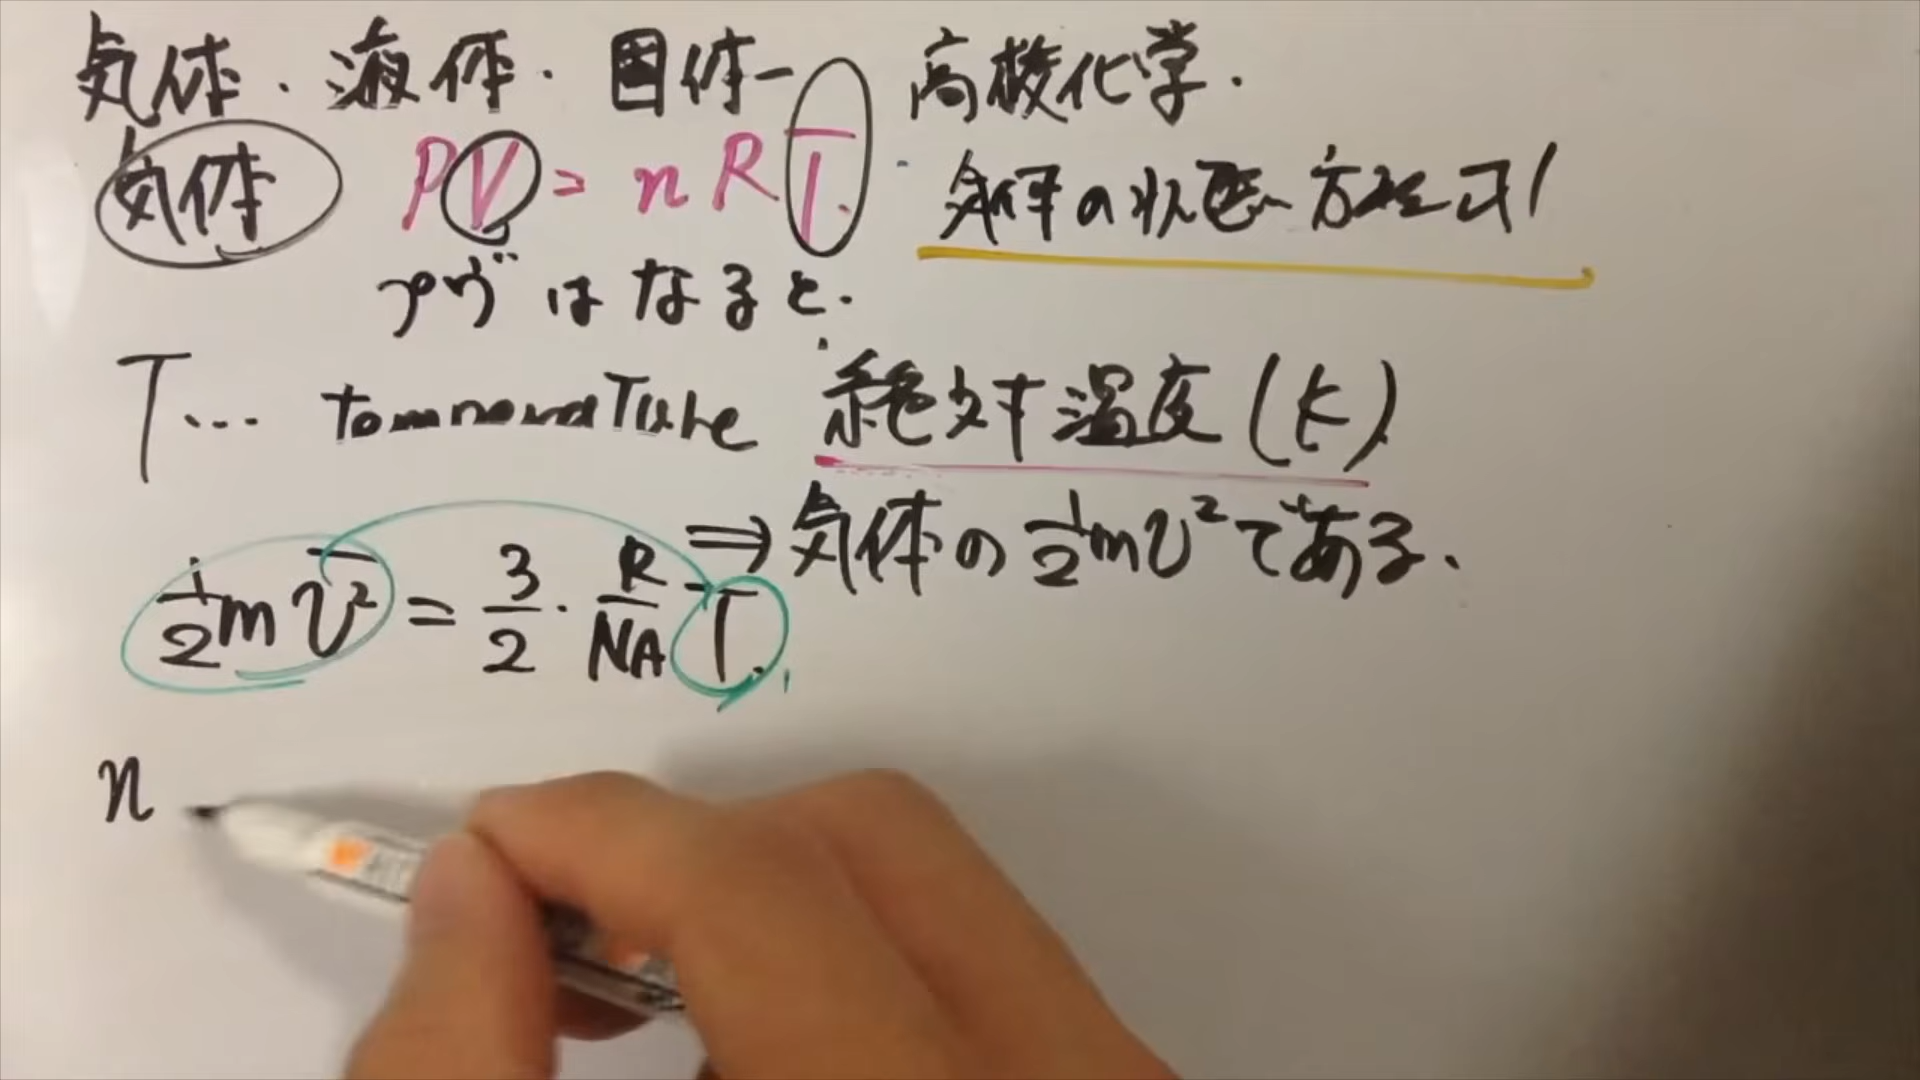 気体・液体・固体ー 高校化学.
気体 PV = nRT. 気体の状態方程式!
プヴはなると.
T… temperature 絶対温度(K)
⇒気体の 1/2 mv² である.
1/2 m v̅² = 3/2 · R/NA T.
n